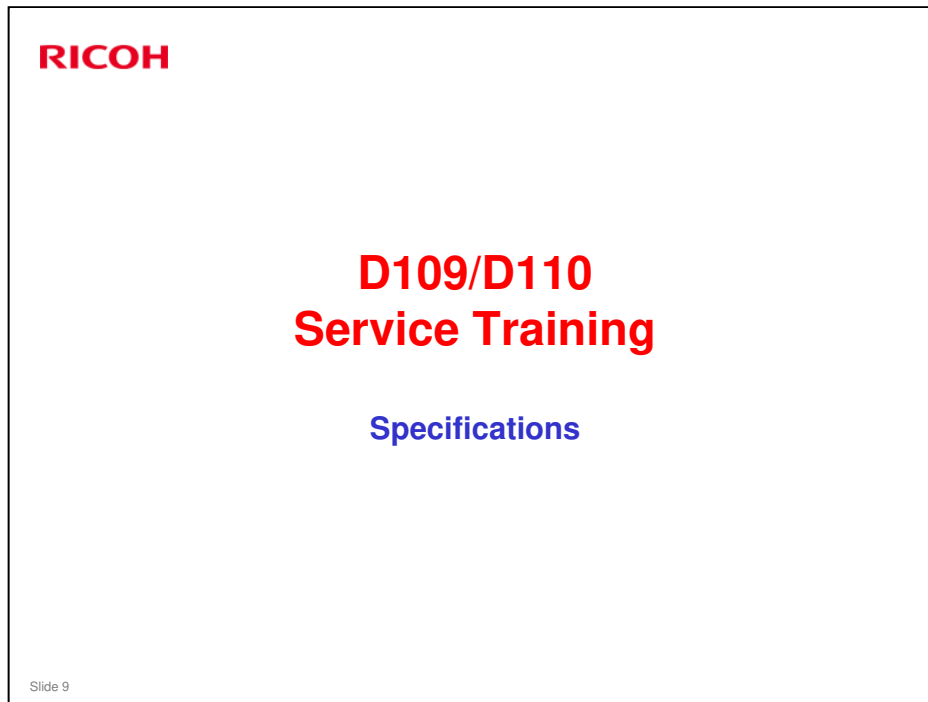 RICOH
D109/D110
Service Training
Specifications
Slide 9